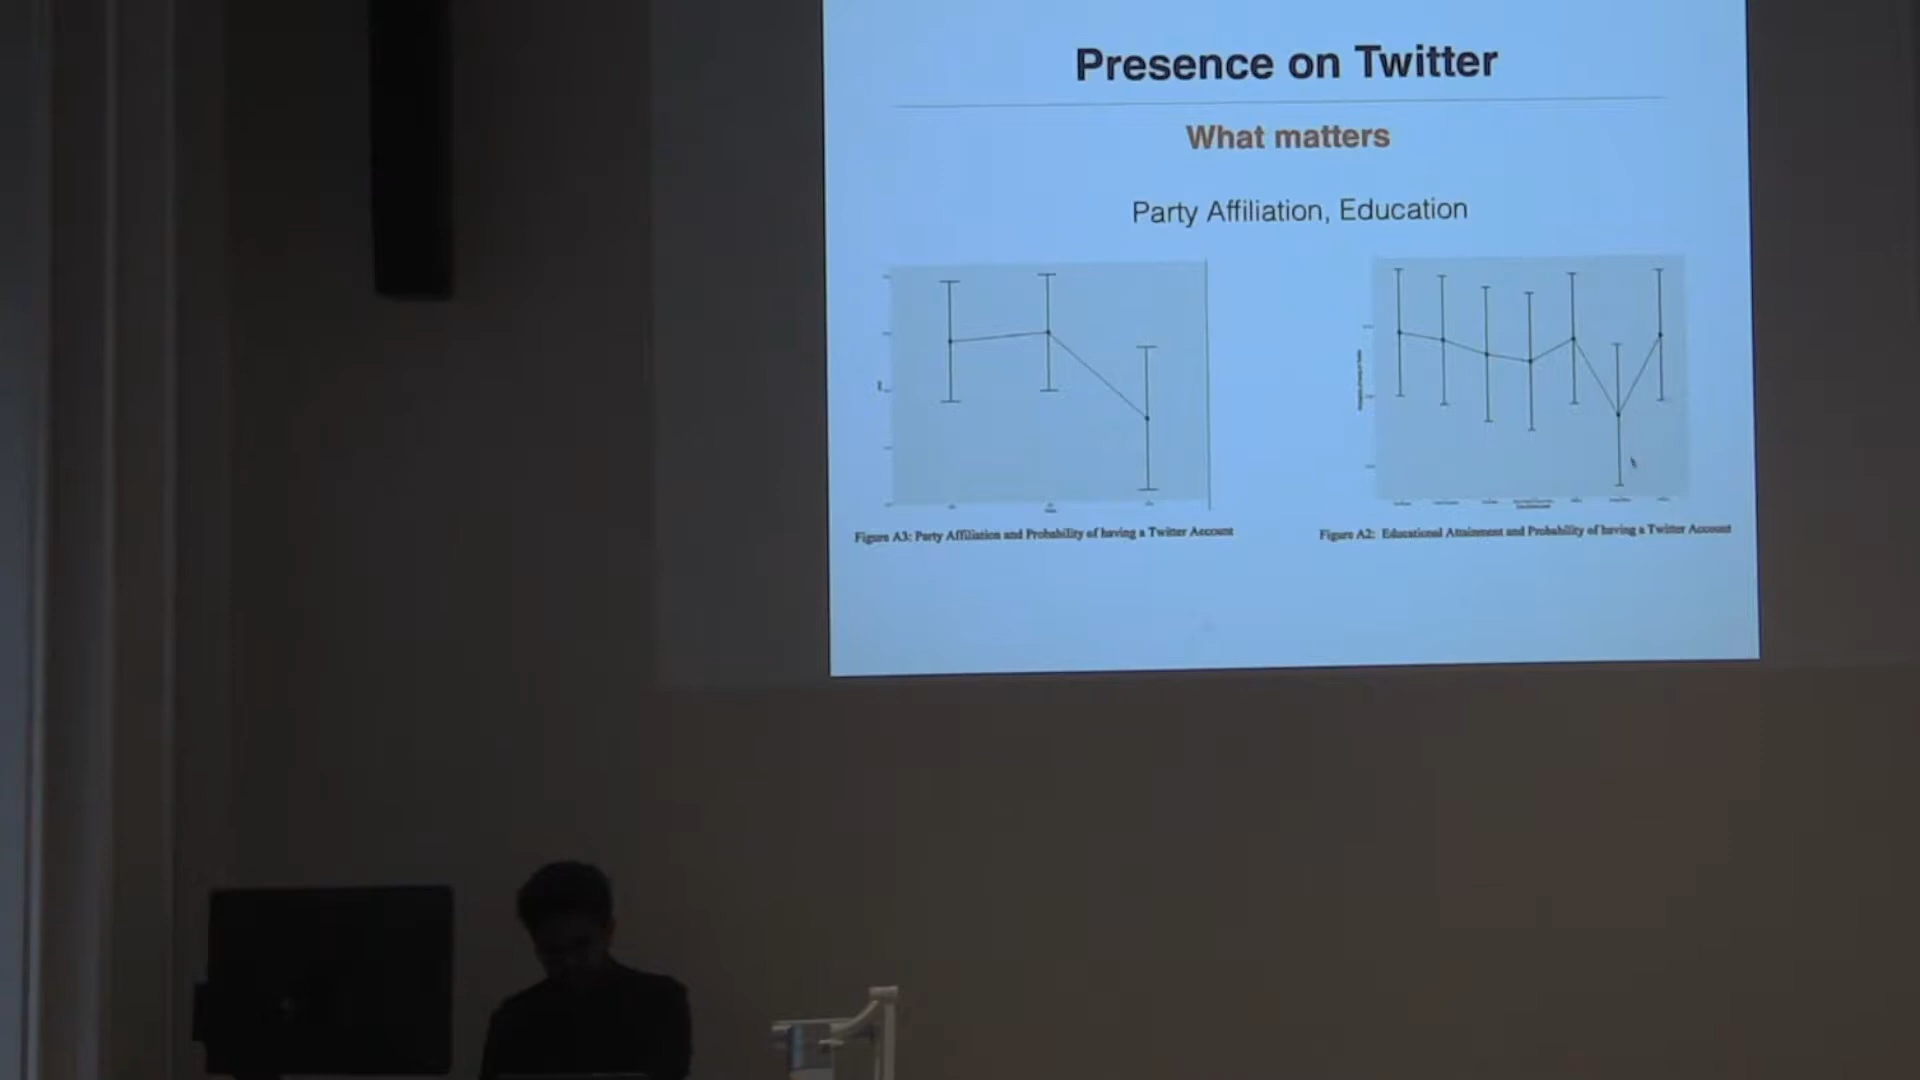 Presence on Twitter
What matters
Party Affiliation, Education
Figure A3: Party Affiliation and Probability of having a Twitter Account
Figure A2: Educational Attainment and Probability of having a Twitter Account